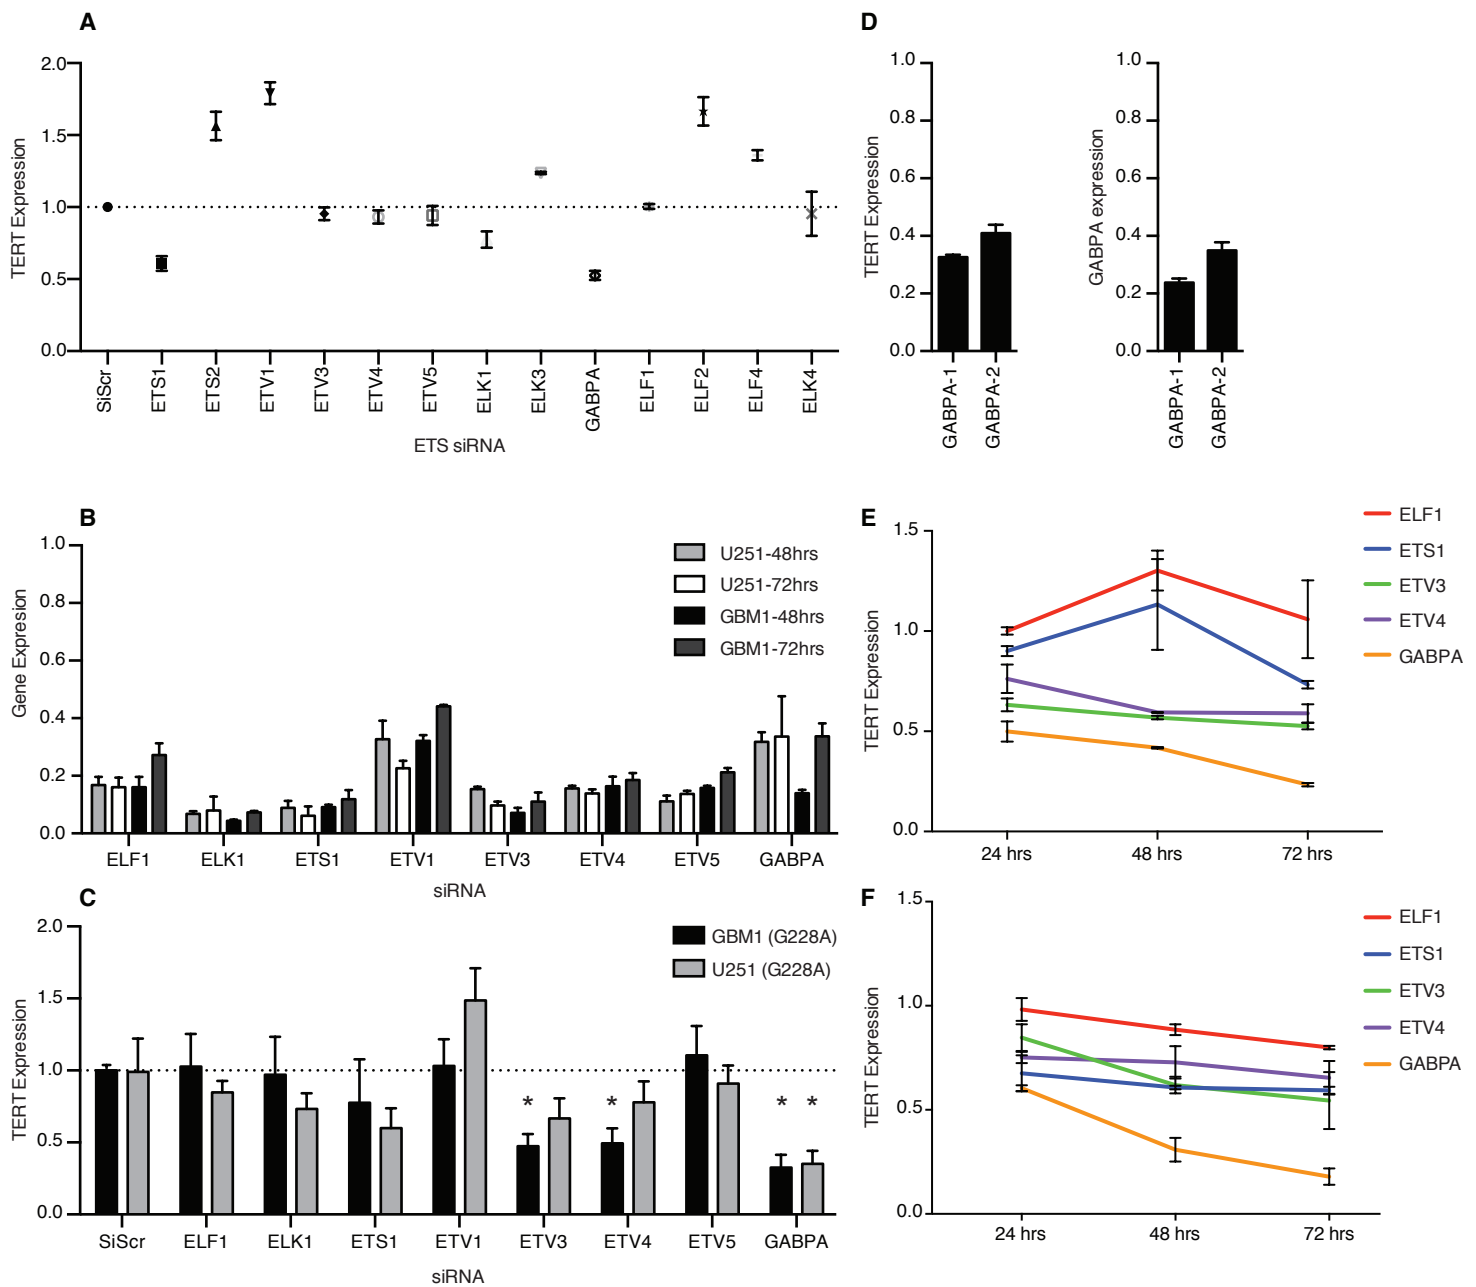 A
TERT Expression
2.0
1.5
1.0
0.5
0.0
SiScr
ETS1
ETS2
ETV1
ETV3
ETV4
ETV5
ELK1
ELK3
GABPA
ELF1
ELF2
ELF4
ELK4
ETS siRNA
D
TERT Expression
1.0
0.8
0.6
0.4
0.2
0.0
GABPA-1
GABPA-2
GABPA expression
1.0
0.8
0.6
0.4
0.2
0.0
GABPA-1
GABPA-2
B
Gene Expression
1.0
0.8
0.6
0.4
0.2
0.0
U251-48hrs
U251-72hrs
GBM1-48hrs
GBM1-72hrs
ELF1
ELK1
ETS1
ETV1
ETV3
ETV4
ETV5
GABPA
siRNA
E
TERT Expression
1.5
1.0
0.5
0.0
24 hrs
48 hrs
72 hrs
ELF1
ETS1
ETV3
ETV4
GABPA
C
TERT Expression
2.0
1.5
1.0
0.5
0.0
GBM1 (G228A)
U251 (G228A)
*
*
* *
SiScr
ELF1
ELK1
ETS1
ETV1
ETV3
ETV4
ETV5
GABPA
siRNA
F
TERT Expression
1.5
1.0
0.5
0.0
24 hrs
48 hrs
72 hrs
ELF1
ETS1
ETV3
ETV4
GABPA